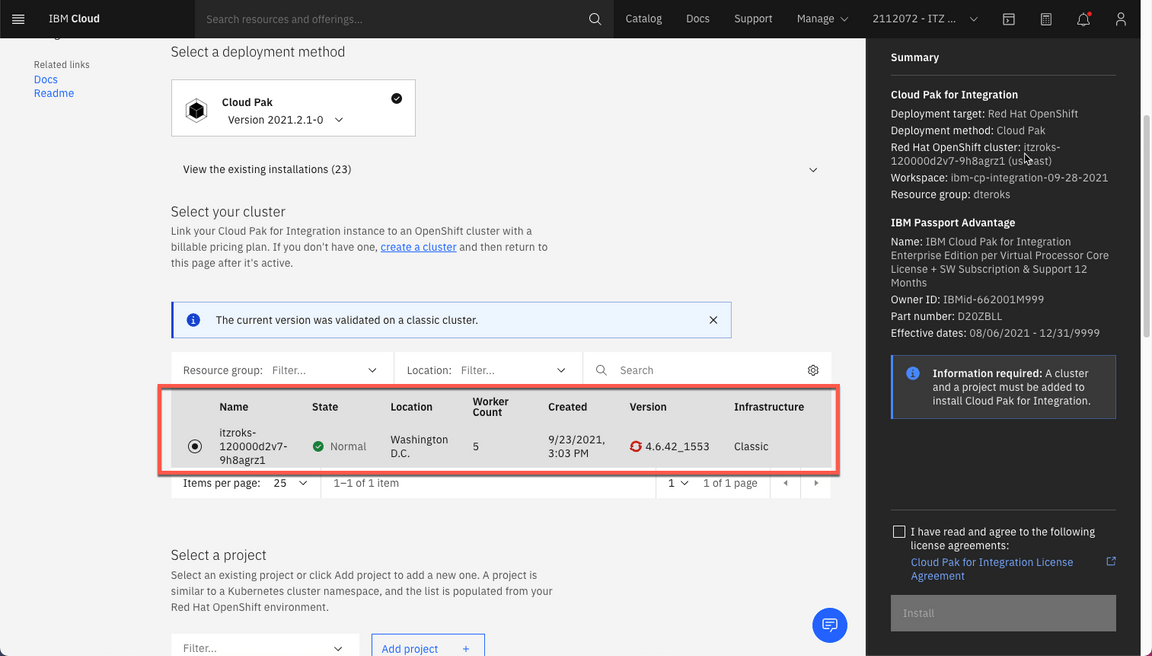 IBM Cloud
Search resources and offerings...
Catalog
Docs
Support
Manage
2112072 - ITZ ...
Related links
Docs
Readme
Select a deployment method
Cloud Pak
Version 2021.2.1-0
View the existing installations (23)
Select your cluster
Link your Cloud Pak for Integration instance to an OpenShift cluster with a
billable pricing plan. If you don't have one, create a cluster and then return to
this page after it's active.
The current version was validated on a classic cluster.
Resource group: Filter...
Location: Filter...
Search
Name
State
Location
Worker
Count
Created
Version
Infrastructure
itzroks-
120000d2v7-
9h8agrz1
Normal
Washington
D.C.
5
9/23/2021,
3:03 PM
4.6.42_1553
Classic
Items per page: 25
1–1 of 1 item
1
1 of 1 page
Select a project
Select an existing project or click Add project to add a new one. A project is
similar to a Kubernetes cluster namespace, and the list is populated from your
Red Hat OpenShift environment.
Filter...
Add project +
Summary
Cloud Pak for Integration
Deployment target: Red Hat OpenShift
Deployment method: Cloud Pak
Red Hat OpenShift cluster: itzroks-
120000d2v7-9h8agrz1
Workspace: ibm-cp-integration-09-28-2021
Resource group: dteroks
IBM Passport Advantage
Name: IBM Cloud Pak for Integration
Enterprise Edition per Virtual Processor Core
License + SW Subscription & Support 12
Months
Owner ID: IBMid-662001M999
Part number: D20ZBLL
Effective dates: 08/06/2021 - 12/31/9999
Information required: A cluster
and a project must be added to
install Cloud Pak for Integration.
I have read and agree to the following
license agreements:
Cloud Pak for Integration License
Agreement
Install